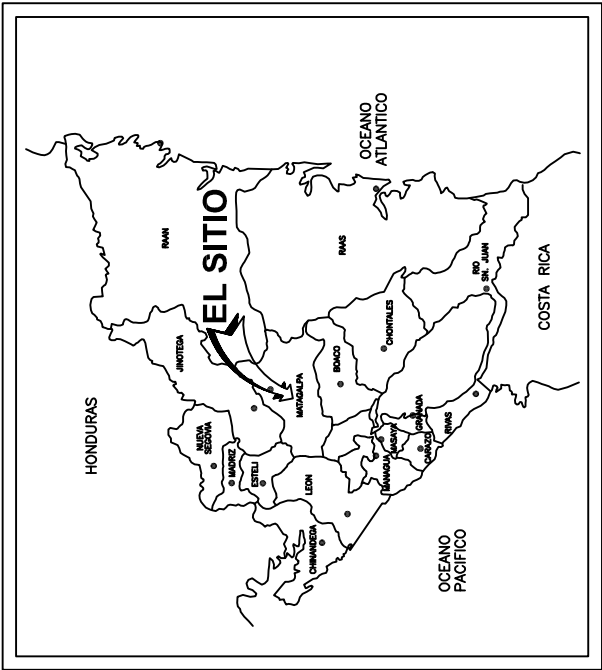 HONDURAS
RAAN
EL SITIO
OCEANO
ATLANTICO
JINOTEGA
NUEVA
SEGOVIA
MADRIZ
ESTELI
MATAGALPA
RAAS
LEON
BOACO
CHINANDEGA
CHONTALES
MANAGUA
MASAYA
GRANADA
CARAZO
RIVAS
RIO
SN. JUAN
OCEANO
PACIFICO
COSTA RICA